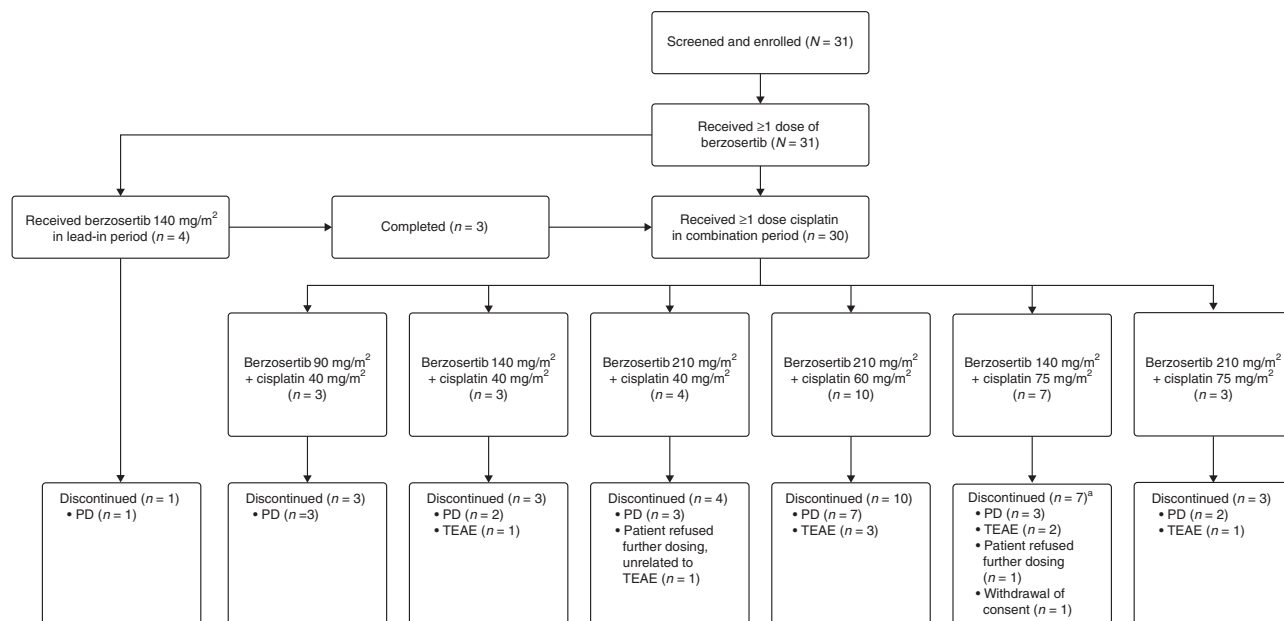 Screened and enrolled (N = 31)
Received ≥1 dose of
berzosertib (N = 31)
Received berzosertib 140 mg/m²
in lead-in period (n = 4)
Completed (n = 3)
Received ≥1 dose cisplatin
in combination period (n = 30)
Berzosertib 90 mg/m²
+ cisplatin 40 mg/m²
(n = 3)
Berzosertib 140 mg/m²
+ cisplatin 40 mg/m²
(n = 3)
Berzosertib 210 mg/m²
+ cisplatin 40 mg/m²
(n = 4)
Berzosertib 210 mg/m²
+ cisplatin 60 mg/m²
(n = 10)
Berzosertib 140 mg/m²
+ cisplatin 75 mg/m²
(n = 7)
Berzosertib 210 mg/m²
+ cisplatin 75 mg/m²
(n = 3)
Discontinued (n = 1)
• PD (n = 1)
Discontinued (n = 3)
• PD (n =3)
Discontinued (n = 3)
• PD (n = 2)
• TEAE (n = 1)
Discontinued (n = 4)
• PD (n = 3)
• Patient refused
further dosing,
unrelated to
TEAE (n = 1)
Discontinued (n = 10)
• PD (n = 7)
• TEAE (n = 3)
Discontinued (n = 7)ᵃ
• PD (n = 3)
• TEAE (n = 2)
• Patient refused
further dosing
(n = 1)
• Withdrawal of
consent (n = 1)
Discontinued (n = 3)
• PD (n = 2)
• TEAE (n = 1)